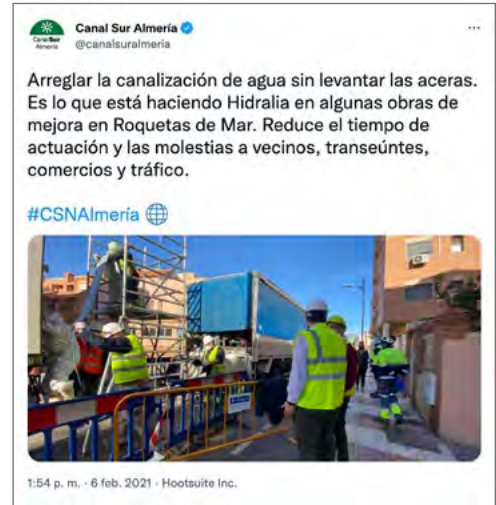 CanalSur
Almería
Canal Sur Almería
@canalsuralmeria
Arreglar la canalización de agua sin levantar las aceras.
Es lo que está haciendo Hidralia en algunas obras de
mejora en Roquetas de Mar. Reduce el tiempo de
actuación y las molestias a vecinos, transeúntes,
comercios y tráfico.
#CSNAlmería
1:54 p. m. · 6 feb. 2021 · Hootsuite Inc.